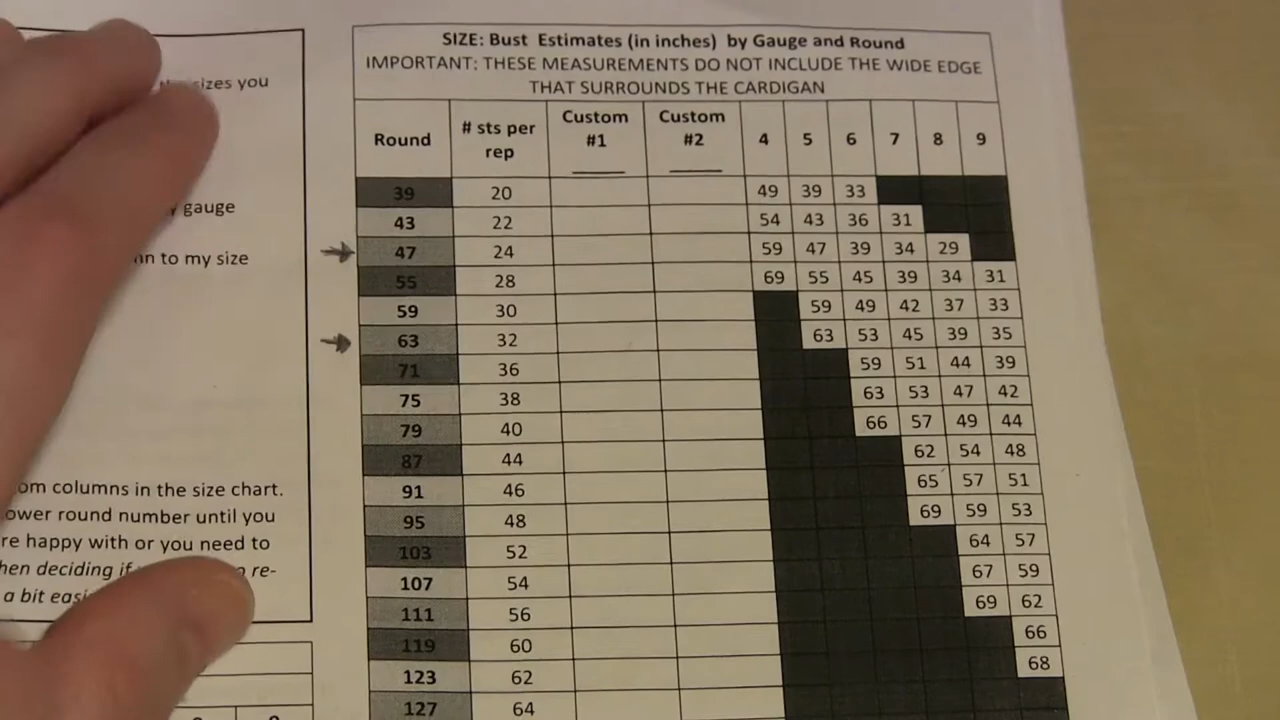 sizes you
gauge
to my size
om columns in the size chart.
ower round number until you
re happy with or you need to
hen deciding if re-
a bit
SIZE: Bust Estimates (in inches) by Gauge and Round
IMPORTANT: THESE MEASUREMENTS DO NOT INCLUDE THE WIDE EDGE
THAT SURROUNDS THE CARDIGAN
Round # sts per rep Custom #1 ____ Custom #2 ____ 4 5 6 7 8 9
39 20 49 39 33
43 22 54 43 36 31
47 24 59 47 39 34 29
55 28 69 55 45 39 34 31
59 30 59 49 42 37 33
63 32 63 53 45 39 35
71 36 59 51 44 39
75 38 63 53 47 42
79 40 66 57 49 44
87 44 62 54 48
91 46 65 57 51
95 48 69 59 53
103 52 64 57
107 54 67 59
111 56 69 62
119 60 66
123 62 68
127 64